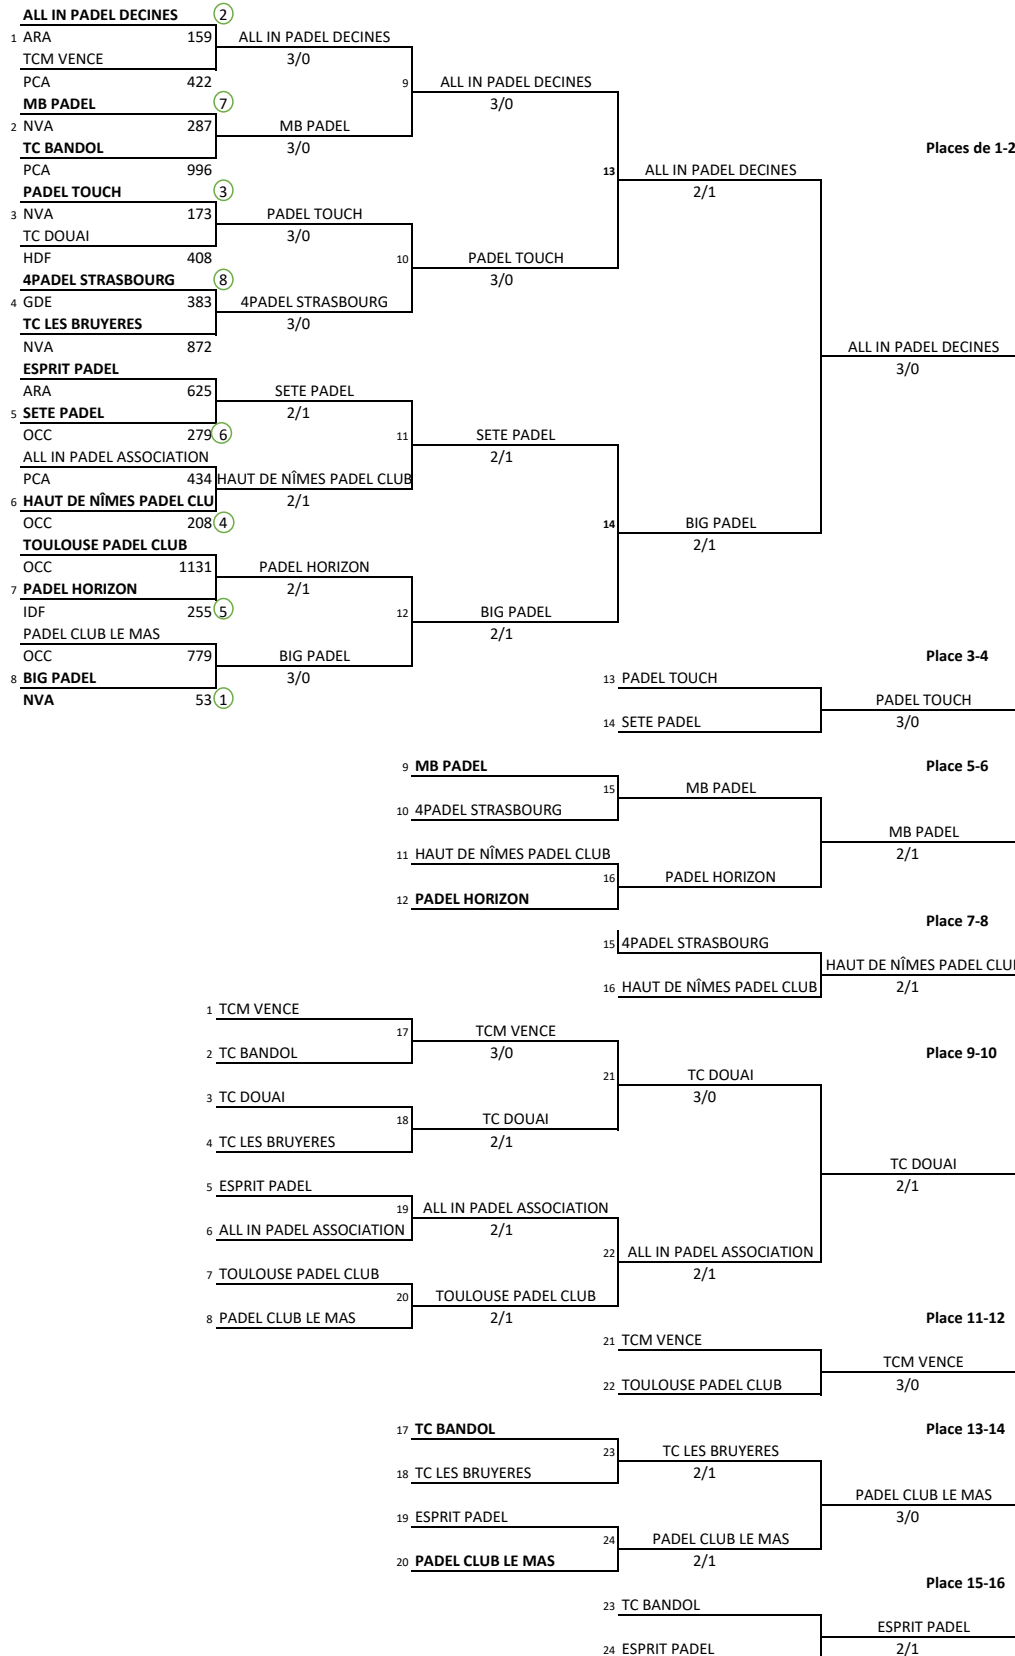 ALL IN PADEL DECINES 2
1 ARA 159 ALL IN PADEL DECINES
TCM VENCE 3/0
PCA 422 9 ALL IN PADEL DECINES
MB PADEL 7 3/0
2 NVA 287 MB PADEL
TC BANDOL 3/0 Places de 1-2
PCA 996 13 ALL IN PADEL DECINES
PADEL TOUCH 3 2/1
3 NVA 173 PADEL TOUCH
TC DOUAI 3/0
HDF 408 10 PADEL TOUCH
4PADEL STRASBOURG 8 3/0
4 GDE 383 4PADEL STRASBOURG
TC LES BRUYERES 3/0
NVA 872 ALL IN PADEL DECINES
ESPRIT PADEL 3/0
ARA 625 SETE PADEL
5 SETE PADEL 2/1
OCC 279 6 11 SETE PADEL
ALL IN PADEL ASSOCIATION 2/1
PCA 434 HAUT DE NÎMES PADEL CLUB
6 HAUT DE NÎMES PADEL CLU 2/1
OCC 208 4 14 BIG PADEL
TOULOUSE PADEL CLUB 2/1
OCC 1131 PADEL HORIZON
7 PADEL HORIZON 2/1
IDF 255 5 12 BIG PADEL
PADEL CLUB LE MAS 2/1
OCC 779 BIG PADEL Place 3-4
8 BIG PADEL 3/0 13 PADEL TOUCH
NVA 53 1 PADEL TOUCH
14 SETE PADEL 3/0
9 MB PADEL Place 5-6
15 MB PADEL
10 4PADEL STRASBOURG
MB PADEL
11 HAUT DE NÎMES PADEL CLUB 2/1
16 PADEL HORIZON
12 PADEL HORIZON
Place 7-8
15 4PADEL STRASBOURG
HAUT DE NÎMES PADEL CLU
16 HAUT DE NÎMES PADEL CLUB 2/1
1 TCM VENCE
17 TCM VENCE
2 TC BANDOL 3/0 Place 9-10
21 TC DOUAI
3 TC DOUAI 3/0
18 TC DOUAI
4 TC LES BRUYERES 2/1
TC DOUAI
5 ESPRIT PADEL 2/1
19 ALL IN PADEL ASSOCIATION
6 ALL IN PADEL ASSOCIATION 2/1
22 ALL IN PADEL ASSOCIATION
7 TOULOUSE PADEL CLUB 2/1
20 TOULOUSE PADEL CLUB
8 PADEL CLUB LE MAS 2/1 Place 11-12
21 TCM VENCE
TCM VENCE
22 TOULOUSE PADEL CLUB 3/0
17 TC BANDOL Place 13-14
23 TC LES BRUYERES
18 TC LES BRUYERES 2/1
PADEL CLUB LE MAS
19 ESPRIT PADEL 3/0
24 PADEL CLUB LE MAS
20 PADEL CLUB LE MAS 2/1
Place 15-16
23 TC BANDOL
ESPRIT PADEL
24 ESPRIT PADEL 2/1